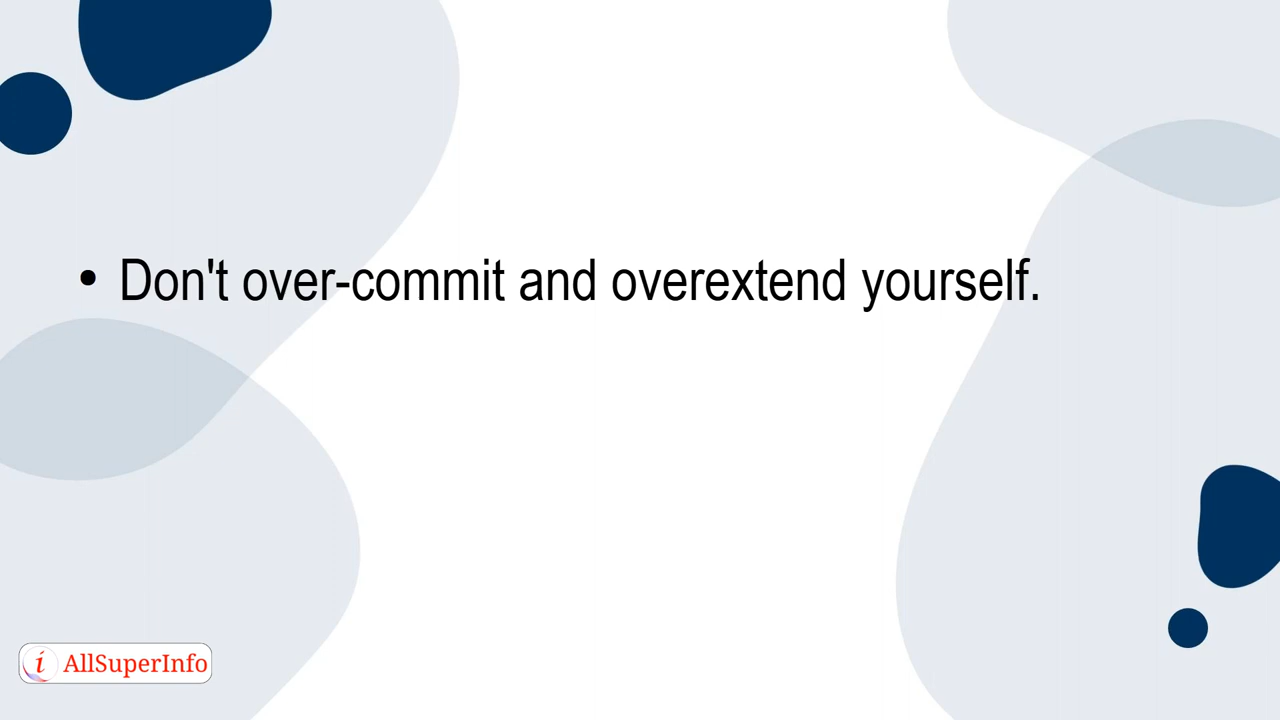 • Don't over-commit and overextend yourself.
i AllSuperInfo